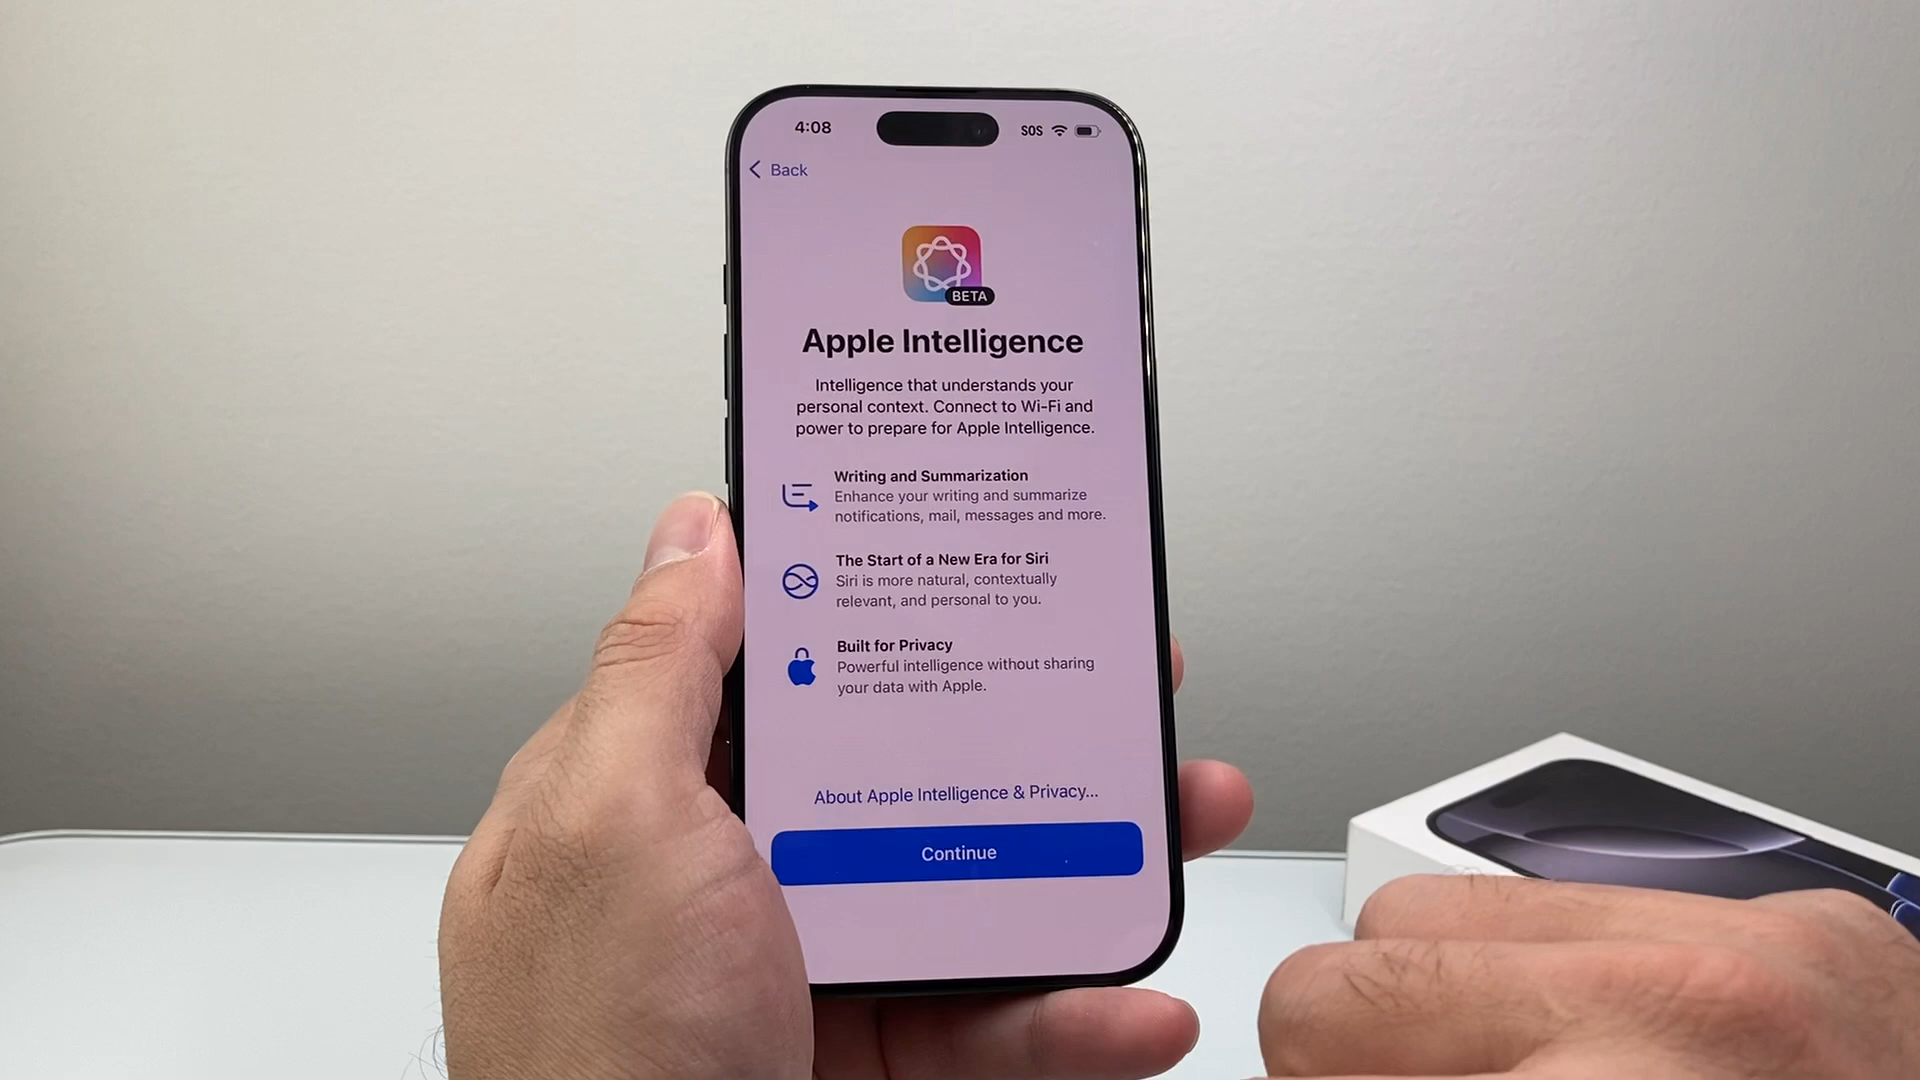 4:08
SOS
Back
BETA
Apple Intelligence
Intelligence that understands your
personal context. Connect to Wi-Fi and
power to prepare for Apple Intelligence.
Writing and Summarization
Enhance your writing and summarize
notifications, mail, messages and more.
The Start of a New Era for Siri
Siri is more natural, contextually
relevant, and personal to you.
Built for Privacy
Powerful intelligence without sharing
your data with Apple.
About Apple Intelligence & Privacy...
Continue